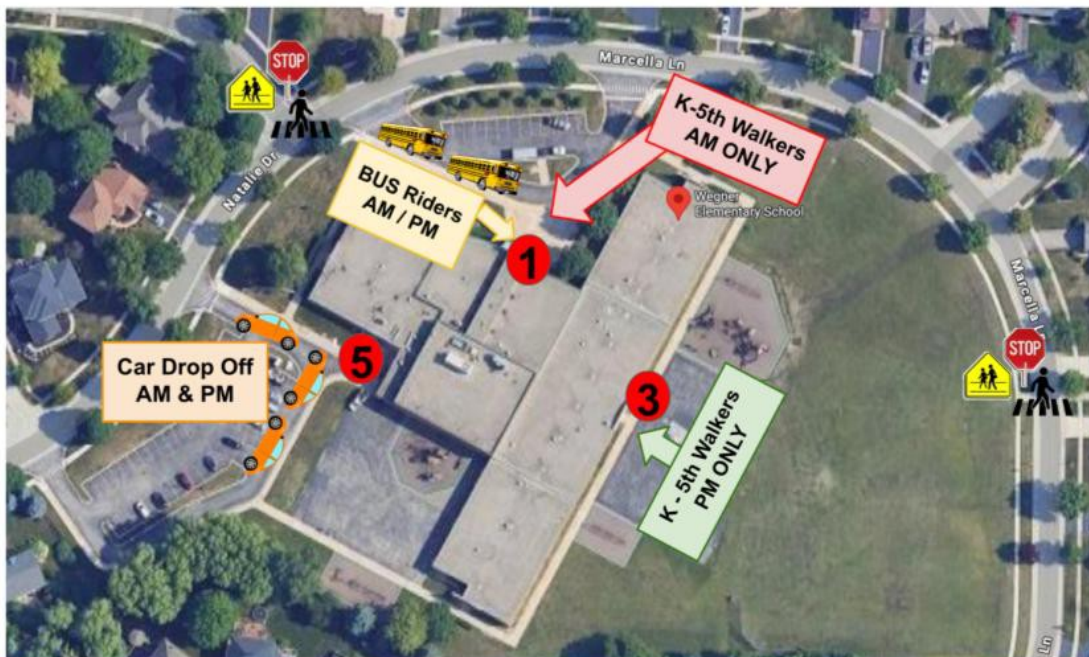 STOP
Marcella Ln
K-5th Walkers
AM ONLY
Natalie Dr
BUS Riders
AM / PM
Wegner
Elementary School
1
Marcella Ln
STOP
Car Drop Off
AM & PM
5
3
K - 5th Walkers
PM ONLY
Ln